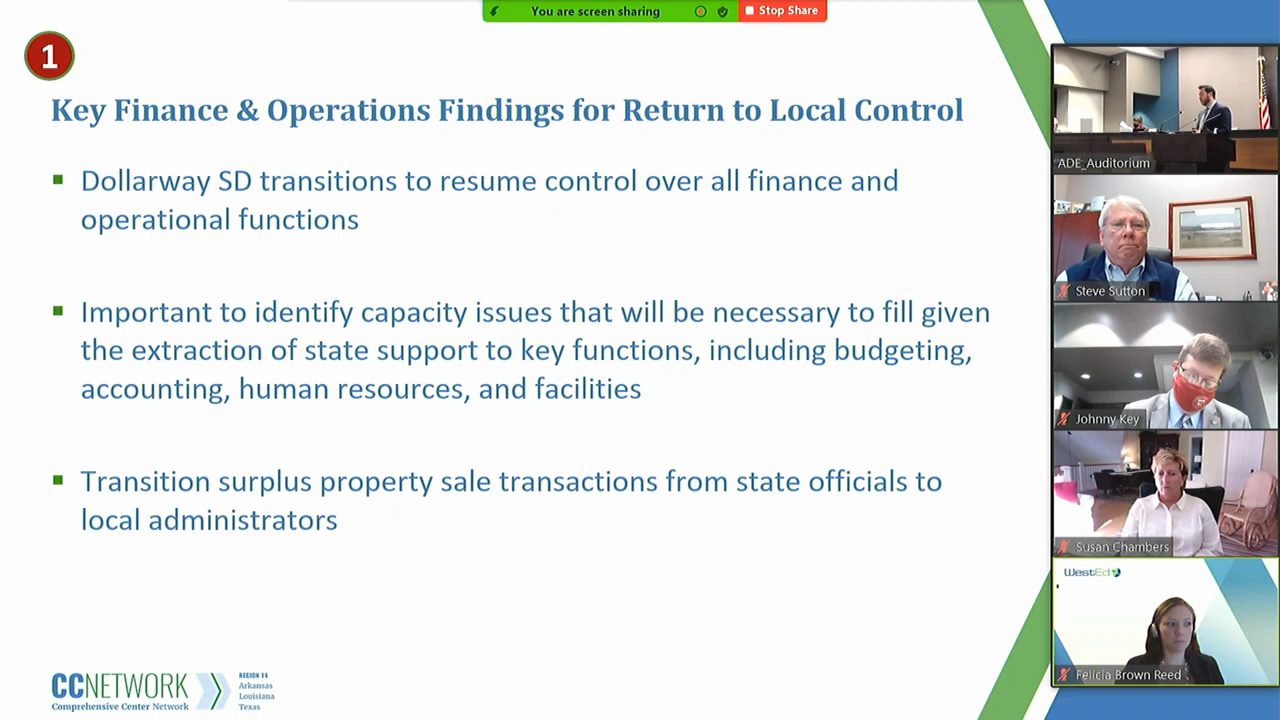 You are screen sharing
Stop Share
1
Key Finance & Operations Findings for Return to Local Control
Dollarway SD transitions to resume control over all finance and
operational functions
Important to identify capacity issues that will be necessary to fill given
the extraction of state support to key functions, including budgeting,
accounting, human resources, and facilities
Transition surplus property sale transactions from state officials to
local administrators
CCNETWORK
Comprehensive Center Network
REGION 14
Arkansas
Louisiana
Texas
ADE_Auditorium
Steve Sutton
Johnny Key
Susan Chambers
WestEd
Felicia Brown Reed